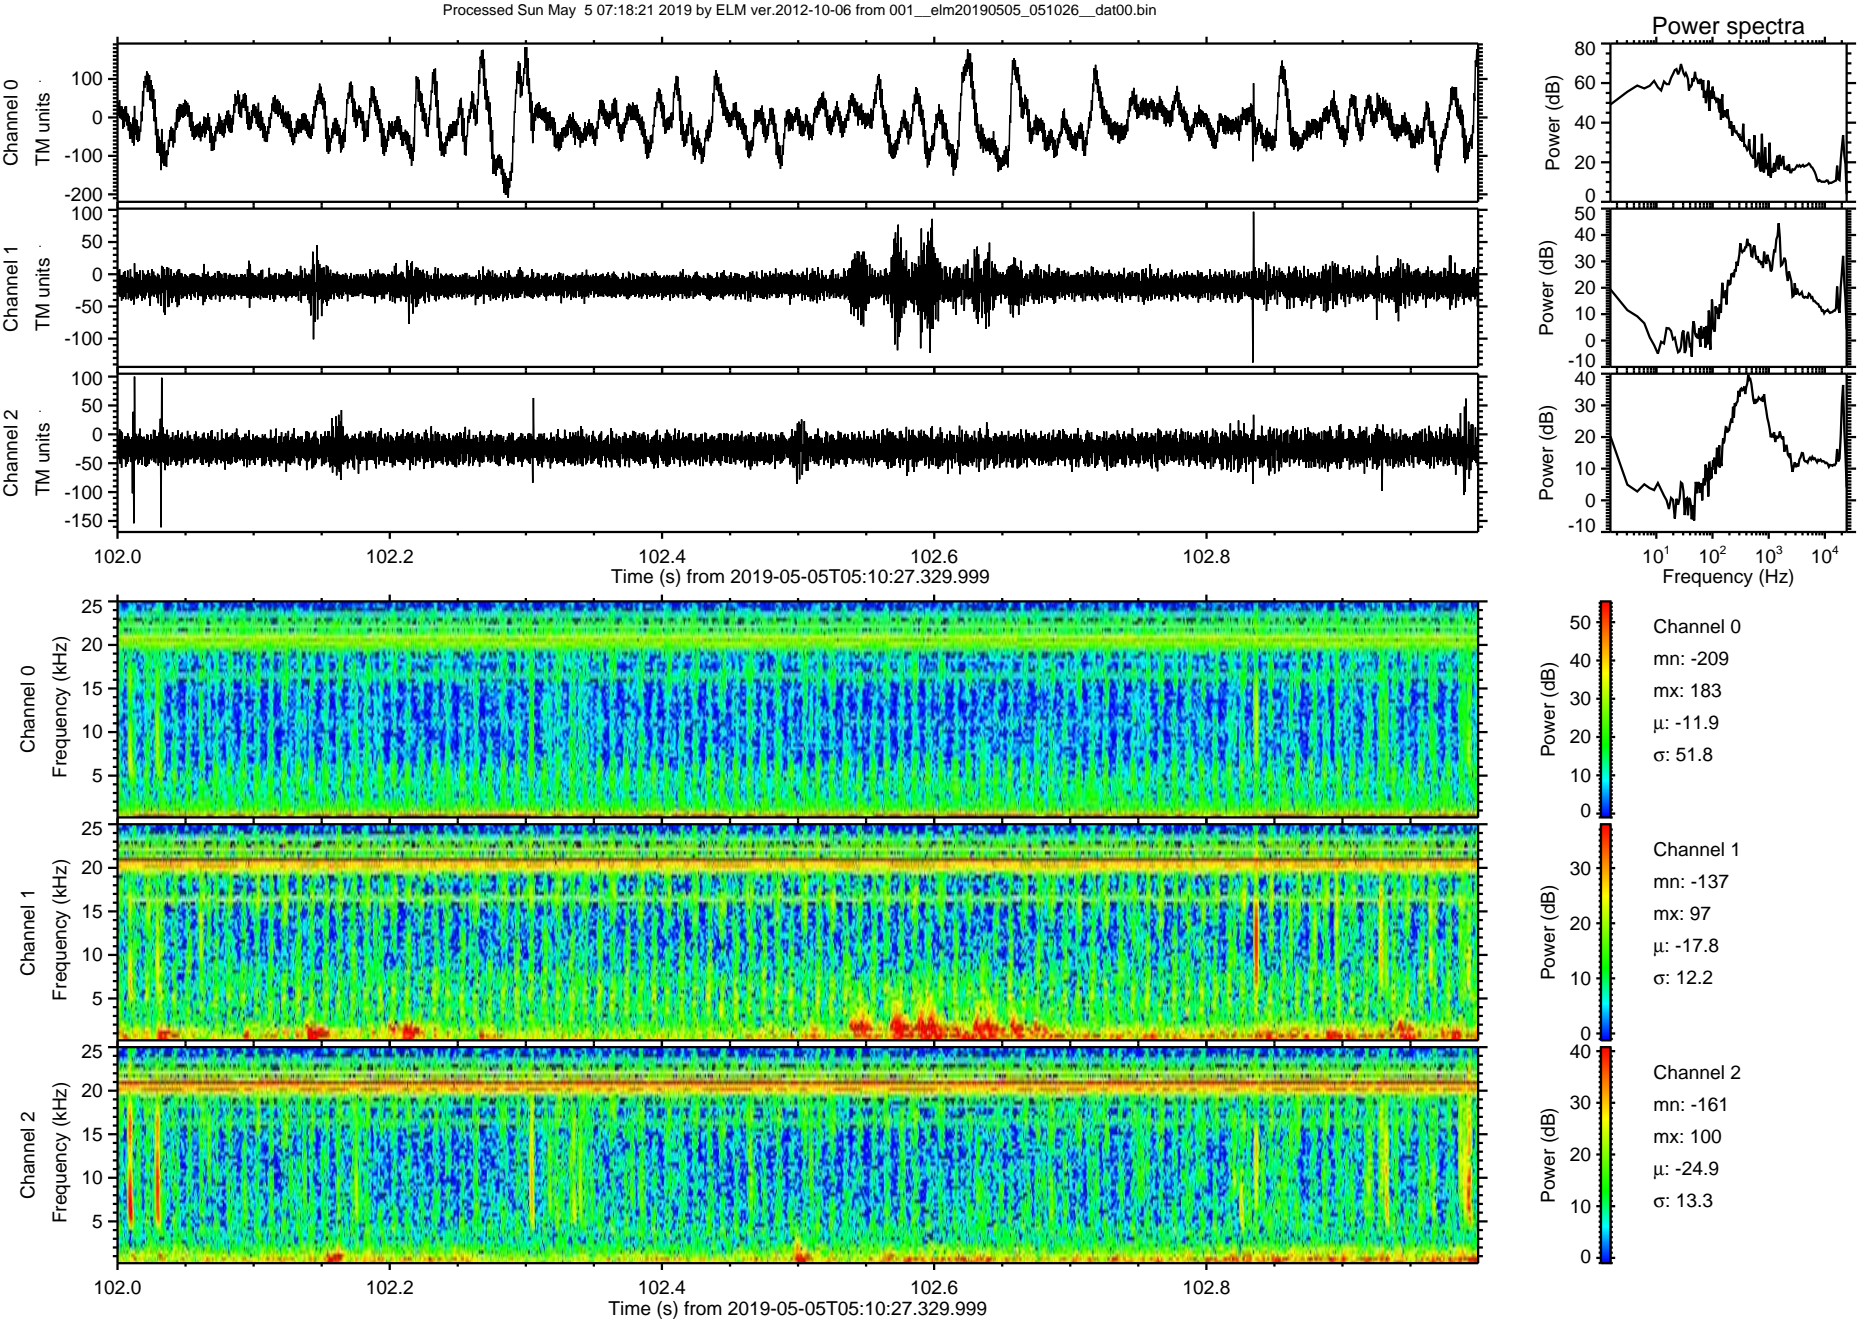 Processed Sun May  5 07:18:21 2019 by ELM ver.2012-10-06 from 001__elm20190505_051026__dat00.bin
Power spectra
Channel 0
TM units
100
0
-100
-200
Power (dB)
80
60
40
20
0
Channel 1
TM units
100
50
0
-50
-100
Power (dB)
50
40
30
20
10
0
-10
Channel 2
TM units
100
50
0
-50
-100
-150
Power (dB)
40
30
20
10
0
-10
102.0 102.2 102.4 102.6 102.8
Time (s) from 2019-05-05T05:10:27.329.999
10¹ 10² 10³ 10⁴
Frequency (Hz)
Channel 0
Frequency (kHz)
25
20
15
10
5
Power (dB)
50
40
30
20
10
0
Channel 0
mn: -209
mx: 183
μ: -11.9
σ: 51.8
Channel 1
Frequency (kHz)
25
20
15
10
5
Power (dB)
30
20
10
0
Channel 1
mn: -137
mx: 97
μ: -17.8
σ: 12.2
Channel 2
Frequency (kHz)
25
20
15
10
5
Power (dB)
40
30
20
10
0
Channel 2
mn: -161
mx: 100
μ: -24.9
σ: 13.3
102.0 102.2 102.4 102.6 102.8
Time (s) from 2019-05-05T05:10:27.329.999